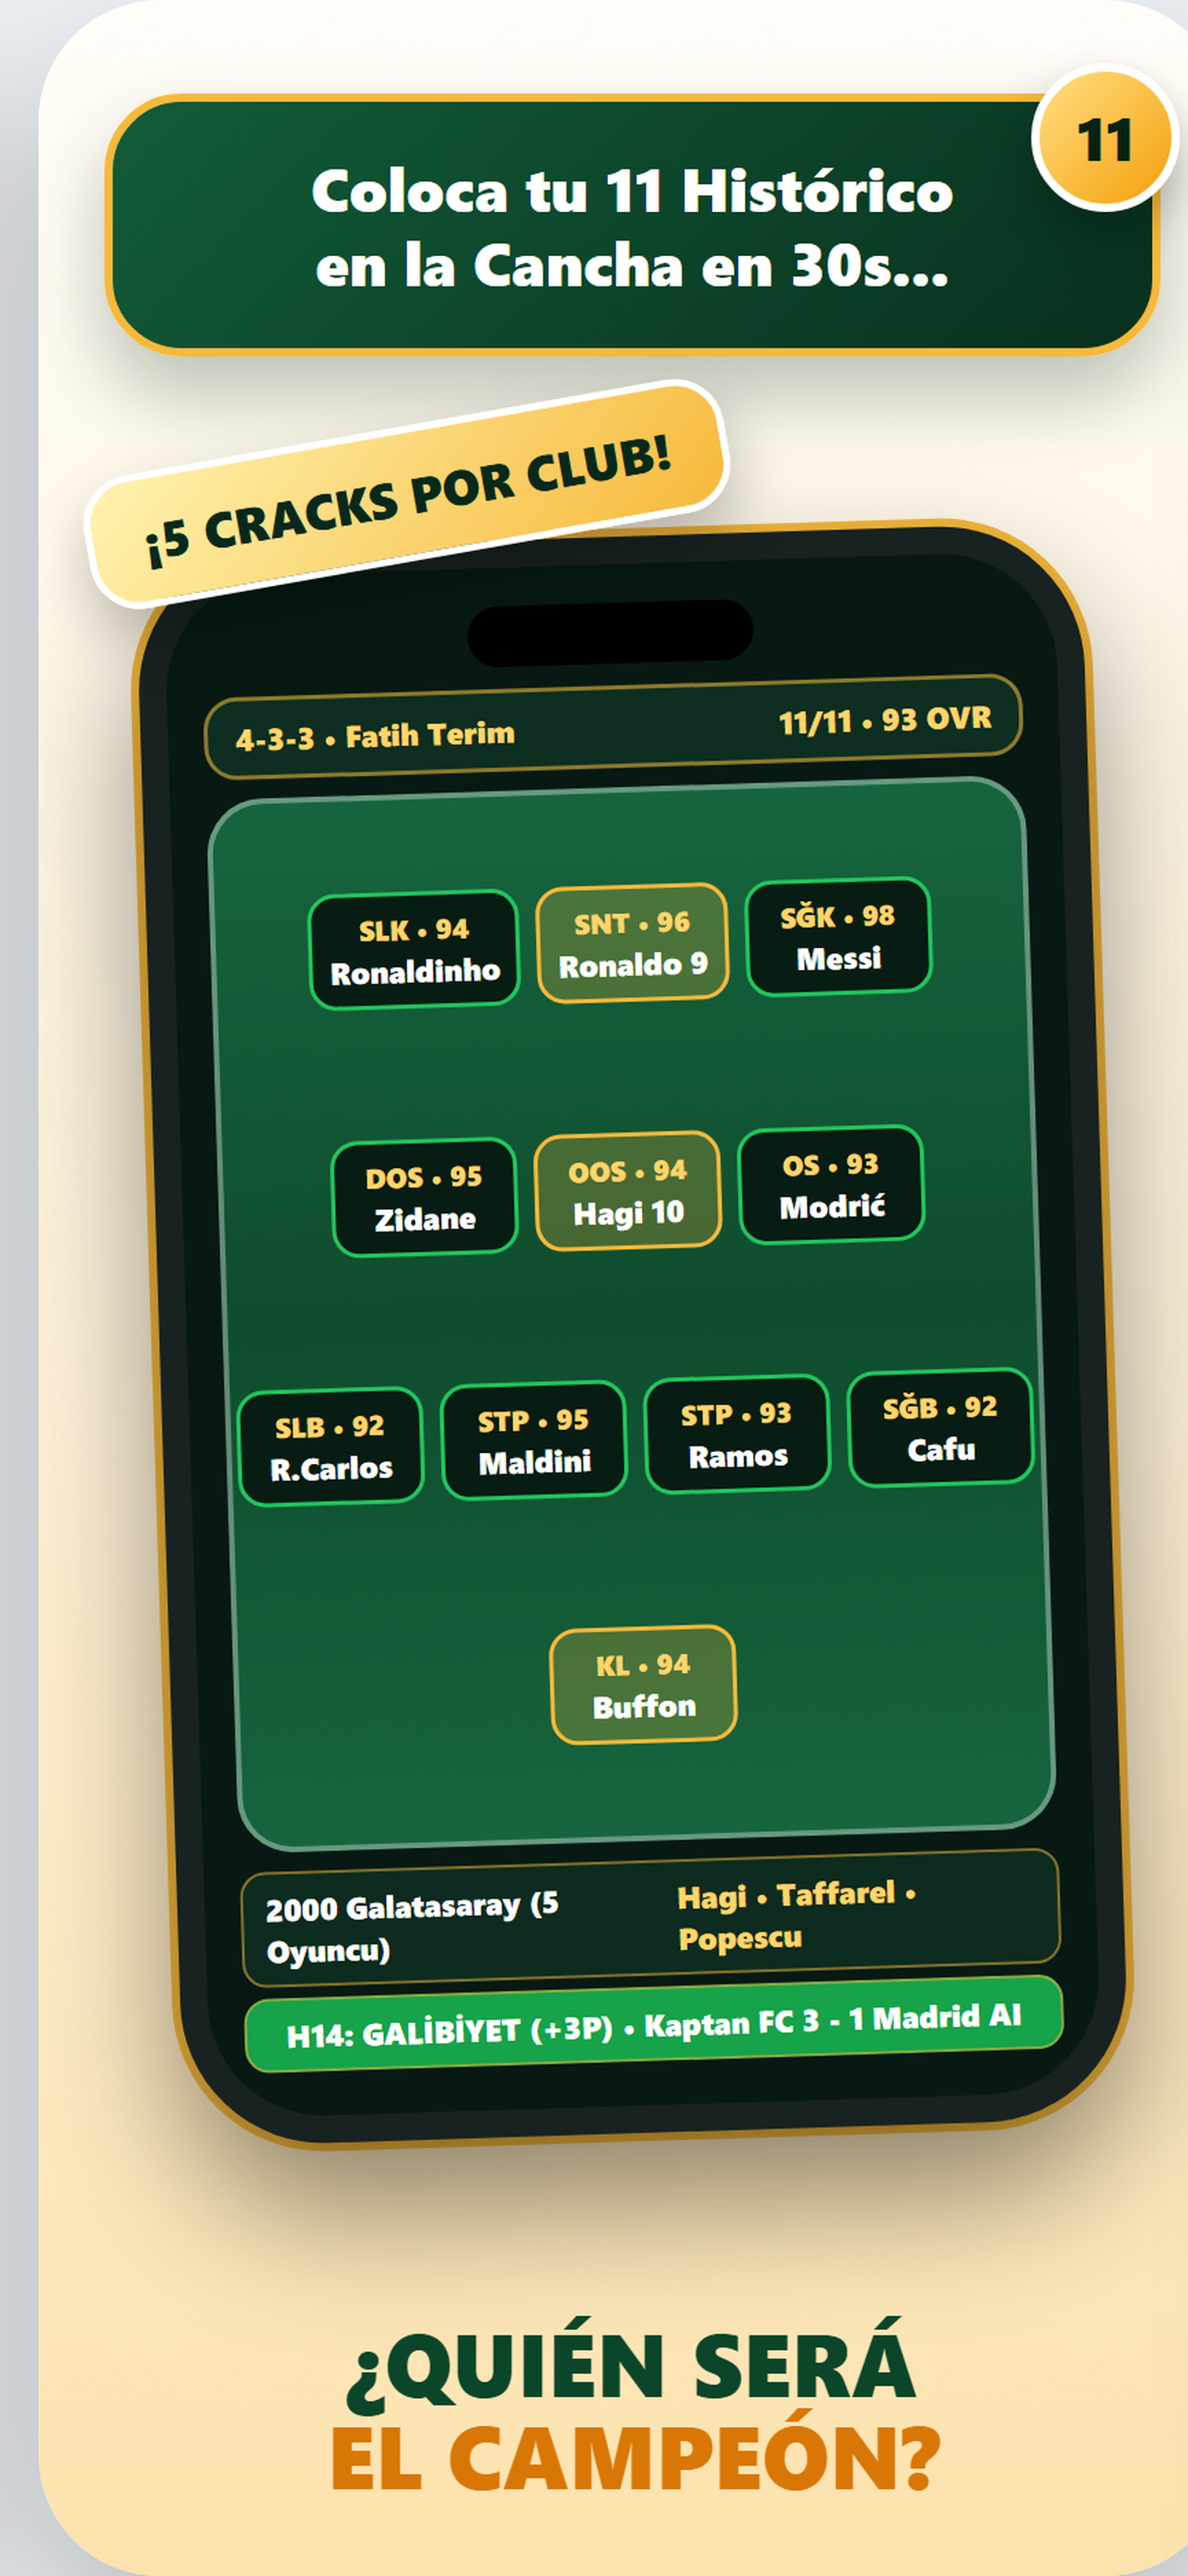 11
Coloca tu 11 Histórico
en la Cancha en 30s...
¡5 CRACKS POR CLUB!
4-3-3 • Fatih Terim
11/11 • 93 OVR
SLK • 94
Ronaldinho
SNT • 96
Ronaldo 9
SĞK • 98
Messi
DOS • 95
Zidane
OOS • 94
Hagi 10
OS • 93
Modrić
SLB • 92
R.Carlos
STP • 95
Maldini
STP • 93
Ramos
SĞB • 92
Cafu
KL • 94
Buffon
2000 Galatasaray (5
Oyuncu)
Hagi • Taffarel •
Popescu
H14: GALİBİYET (+3P) • Kaptan FC 3 - 1 Madrid AI
¿QUIÉN SERÁ
EL CAMPEÓN?